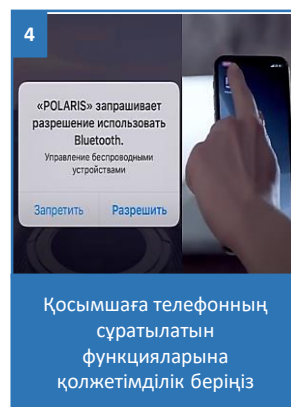 4
«POLARIS» запрашивает
разрешение использовать
Bluetooth.
Управление беспроводными
устройствами
Запретить Разрешить
Қосымшаға телефонның
сұратылатын
функцияларына
қолжетімділік беріңіз